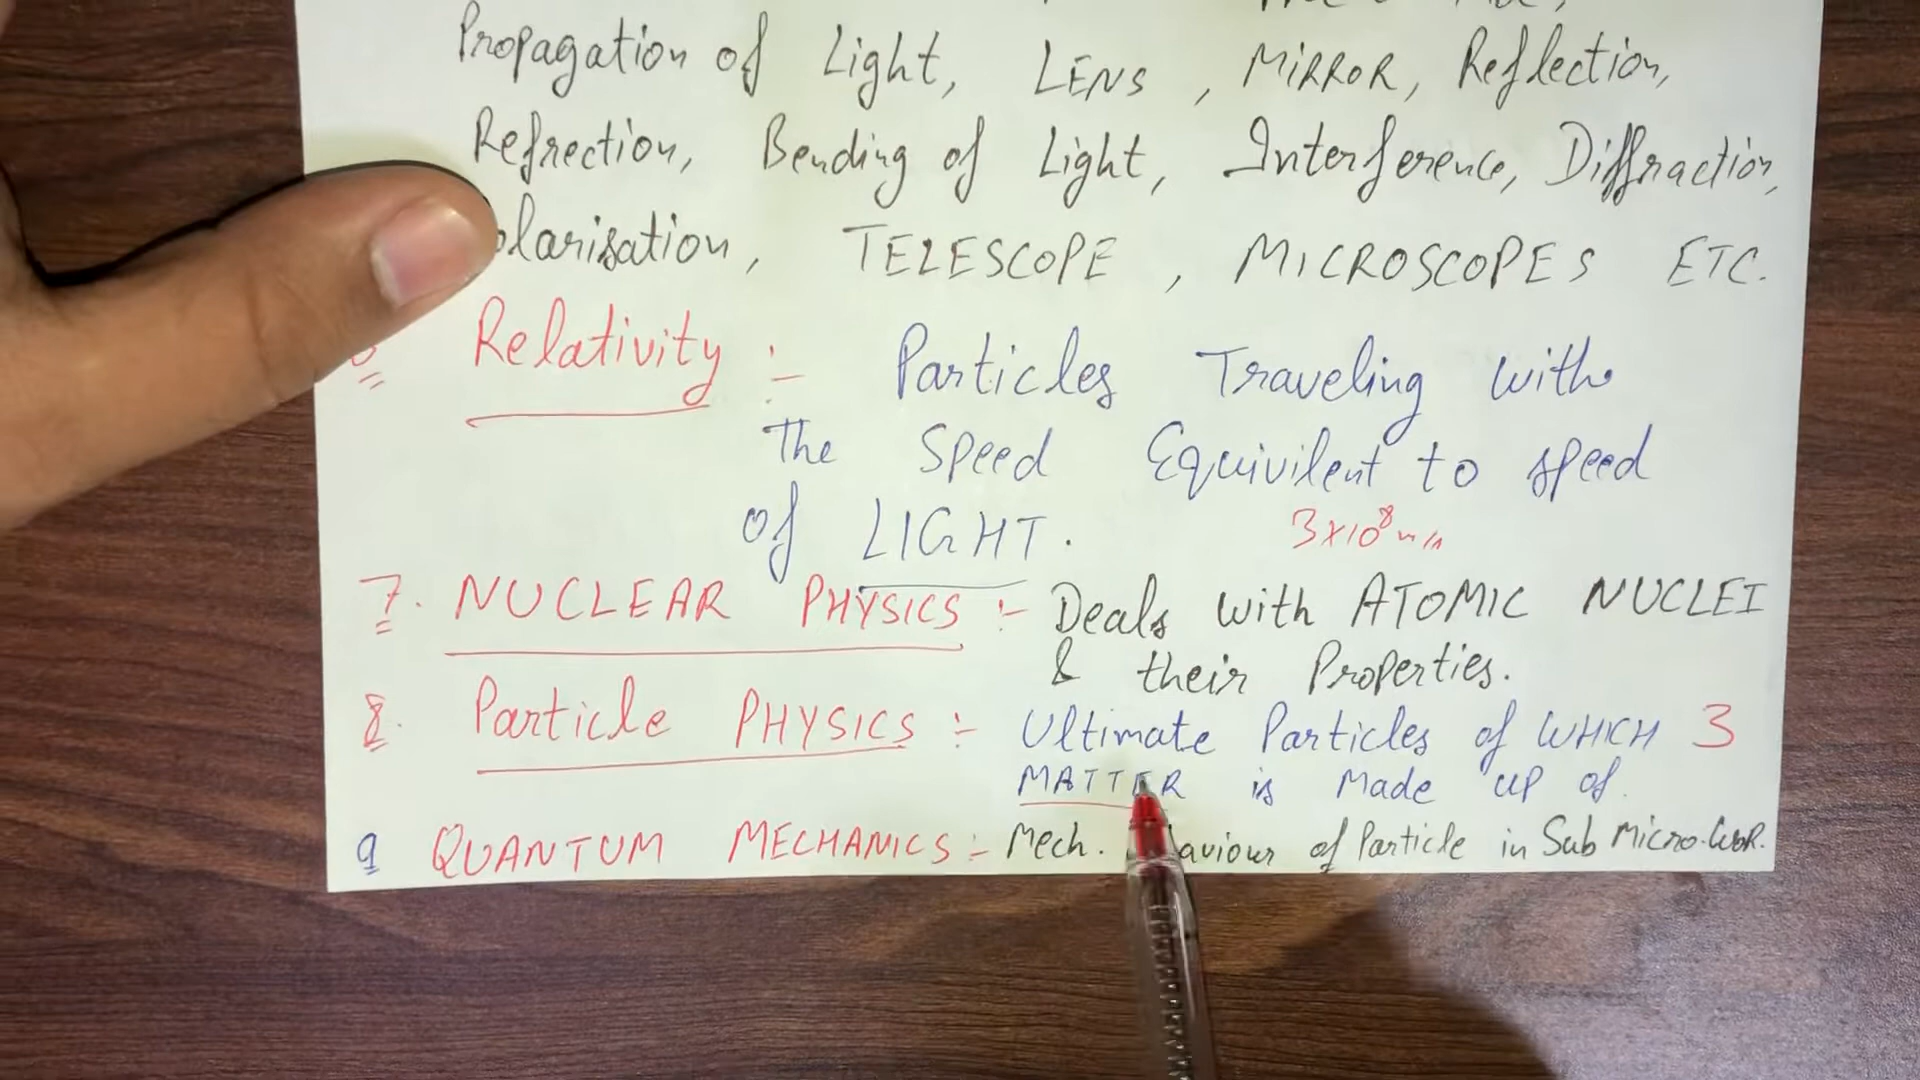 Propagation of Light, LENS, MiRROR, Reflection,
Refrection, Bending of Light, Interference, Diffraction,
olarisation, TELESCOPE, MICROSCOPES ETC.
Relativity :- Particles Traveling with
The Speed Equivilent to speed
of LIGHT. 3x10⁸ m/s
7. NUCLEAR PHYSICS :- Deals with ATOMIC NUCLEI
& their Properties.
8. Particle PHYSICS :- Ultimate Particles of WHICH 3
MATTER is Made up of.
9 QUANTUM MECHANICS :- Mech. aviour of Particle in Sub Micro.